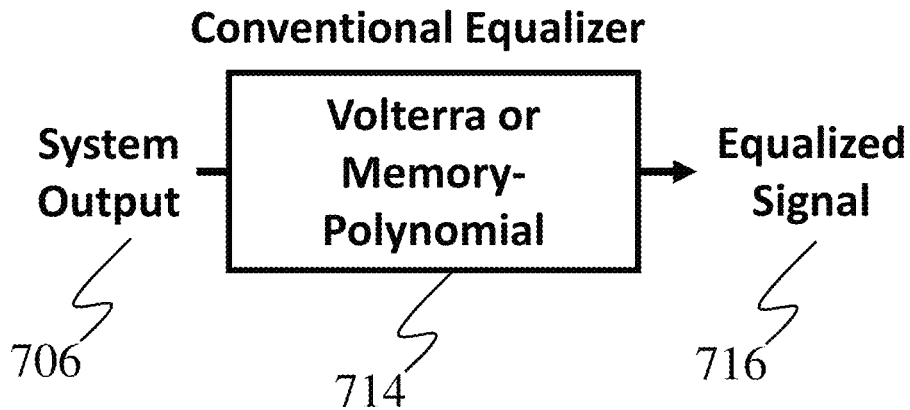 Conventional Equalizer
System
Output
Volterra or
Memory-
Polynomial
Equalized
Signal
706
714
716